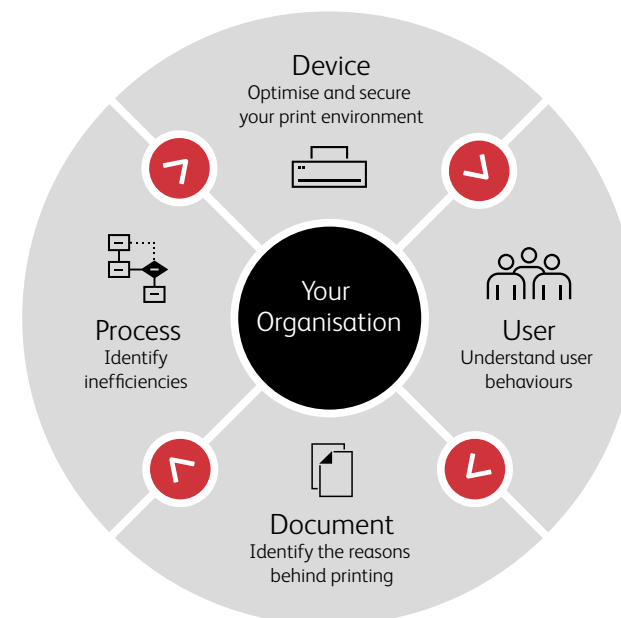 Device
Optimise and secure
your print environment
Your
Organisation
Process
Identify
inefficiencies
User
Understand user
behaviours
Document
Identify the reasons
behind printing